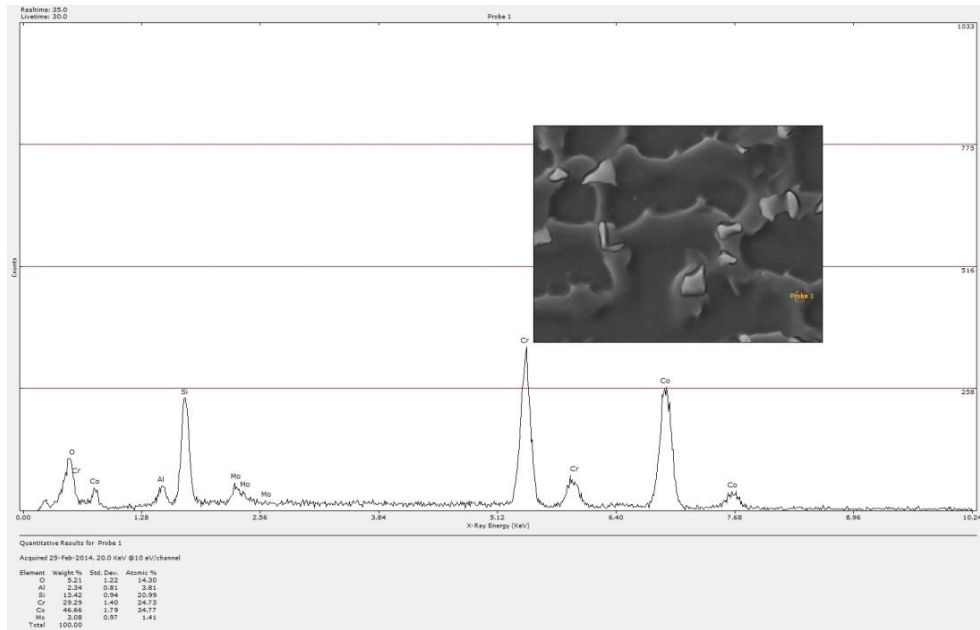 Realtime: 35.0
Livetime: 30.0
Probe 1
1033
775
516
258
Counts
Probe 1
O
Cr
Co
Al
Si
Mo
Mo
Mo
Cr
Cr
Co
Co
0.00 1.28 2.56 3.84 5.12 6.40 7.68 8.96 10.24
X-Ray Energy (KeV)
Quantitative Results for Probe 1
Acquired 25-Feb-2014, 20.0 KeV @10 eV/channel
Element Weight % Std. Dev. Atomic %
O 5.21 1.22 14.30
Al 2.34 0.81 3.81
Si 13.42 0.94 20.99
Cr 29.29 1.40 24.73
Co 46.66 1.79 34.77
Mo 3.08 0.97 1.41
Total 100.00